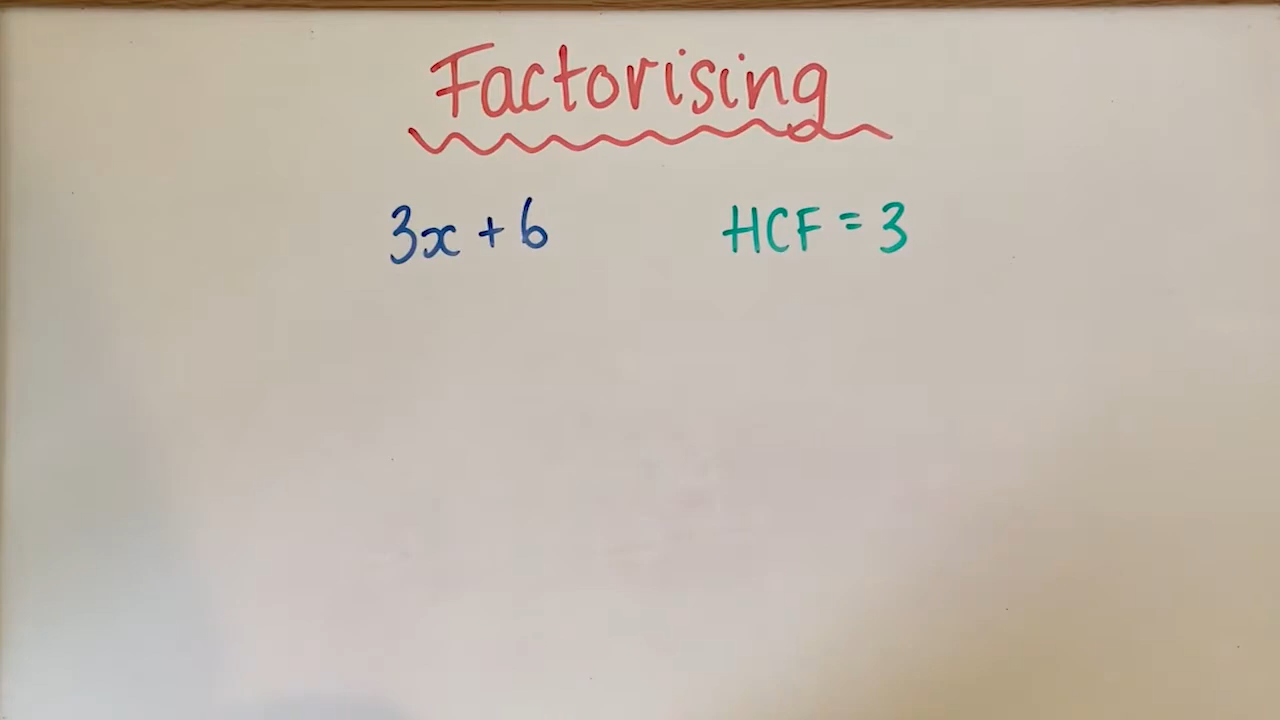 Factorising
3x + 6 HCF = 3